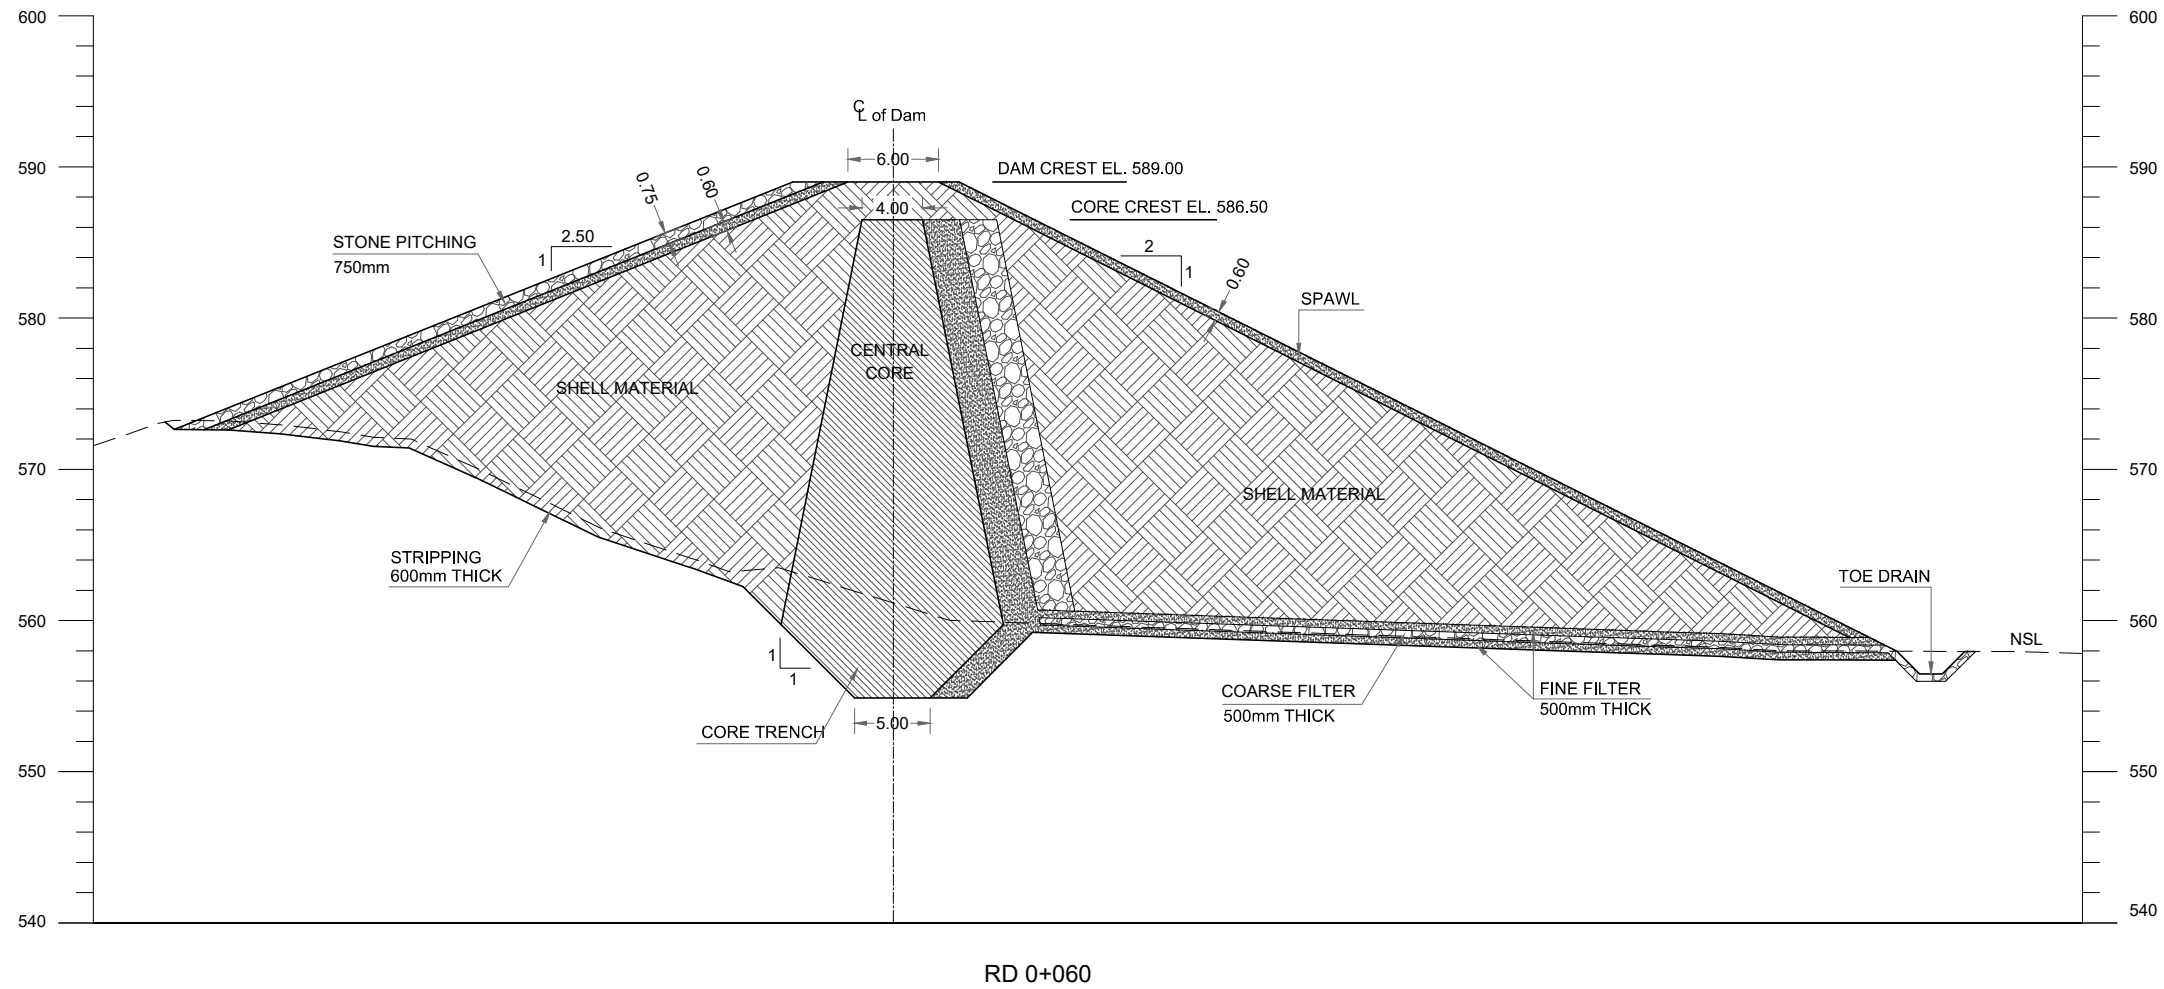 600
600
℄ of Dam
6.00
590
DAM CREST EL. 589.00
590
0.75
0.60
4.00
CORE CREST EL. 586.50
STONE PITCHING
750mm
2.50
1
2
1
0.60
SPAWL
580
580
CENTRAL
CORE
SHELL MATERIAL
570
570
SHELL MATERIAL
STRIPPING
600mm THICK
TOE DRAIN
560
560
NSL
1
1
COARSE FILTER
500mm THICK
FINE FILTER
500mm THICK
5.00
CORE TRENCH
550
550
540
540
RD 0+060